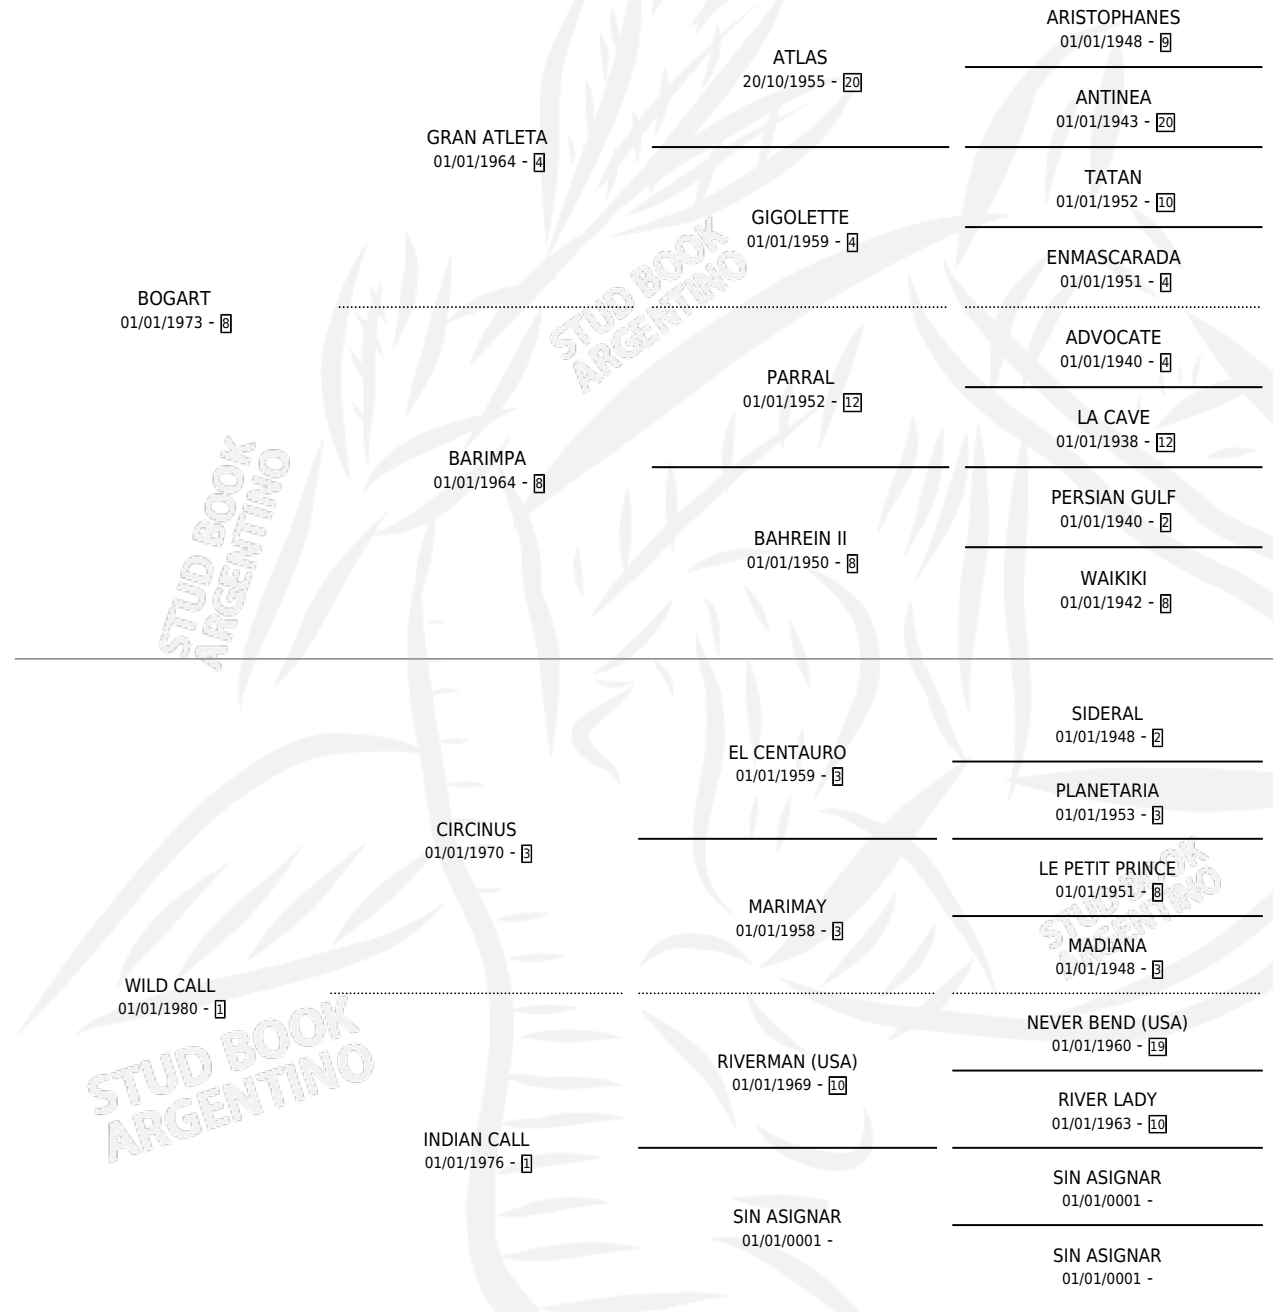 ARISTOPHANES
01/01/1948 - 9
ATLAS
20/10/1955 - 20
ANTINEA
01/01/1943 - 20
GRAN ATLETA
01/01/1964 - 4
TATAN
01/01/1952 - 10
GIGOLETTE
01/01/1959 - 4
ENMASCARADA
01/01/1951 - 4
BOGART
01/01/1973 - 8
ADVOCATE
01/01/1940 - 4
PARRAL
01/01/1952 - 12
LA CAVE
01/01/1938 - 12
BARIMPA
01/01/1964 - 8
PERSIAN GULF
01/01/1940 - 2
BAHREIN II
01/01/1950 - 8
WAIKIKI
01/01/1942 - 8
SIDERAL
01/01/1948 - 2
EL CENTAURO
01/01/1959 - 3
PLANETARIA
01/01/1953 - 3
CIRCINUS
01/01/1970 - 3
LE PETIT PRINCE
01/01/1951 - 8
MARIMAY
01/01/1958 - 3
MADIANA
01/01/1948 - 3
WILD CALL
01/01/1980 - 1
NEVER BEND (USA)
01/01/1960 - 19
RIVERMAN (USA)
01/01/1969 - 10
RIVER LADY
01/01/1963 - 10
INDIAN CALL
01/01/1976 - 1
SIN ASIGNAR
01/01/0001 -
SIN ASIGNAR
01/01/0001 -
SIN ASIGNAR
01/01/0001 -
STUD BOOK
ARGENTINO
STUD BOOK
ARGENTINO
STUD BOOK
ARGENTINO
STUD BOOK
ARGENTINO